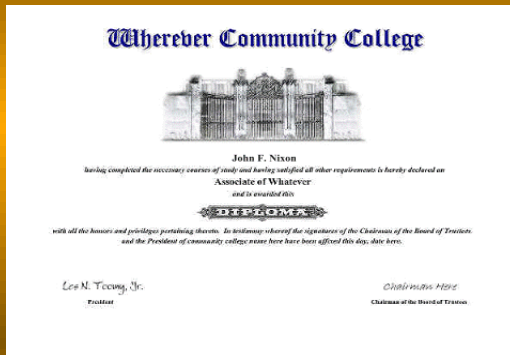 Wherever Community College
John F. Nixon
having completed the necessary courses of study and having satisfied all other requirements is hereby declared an
Associate of Whatever
and is awarded this
DIPLOMA
with all the honors and privileges pertaining thereto. In testimony whereof the signatures of the Chairman of the Board of Trustees
and the President of community college name here have been affixed this day, date here.
Les N. Toomy, Jr.
President
Chairman Here
Chairman of the Board of Trustees